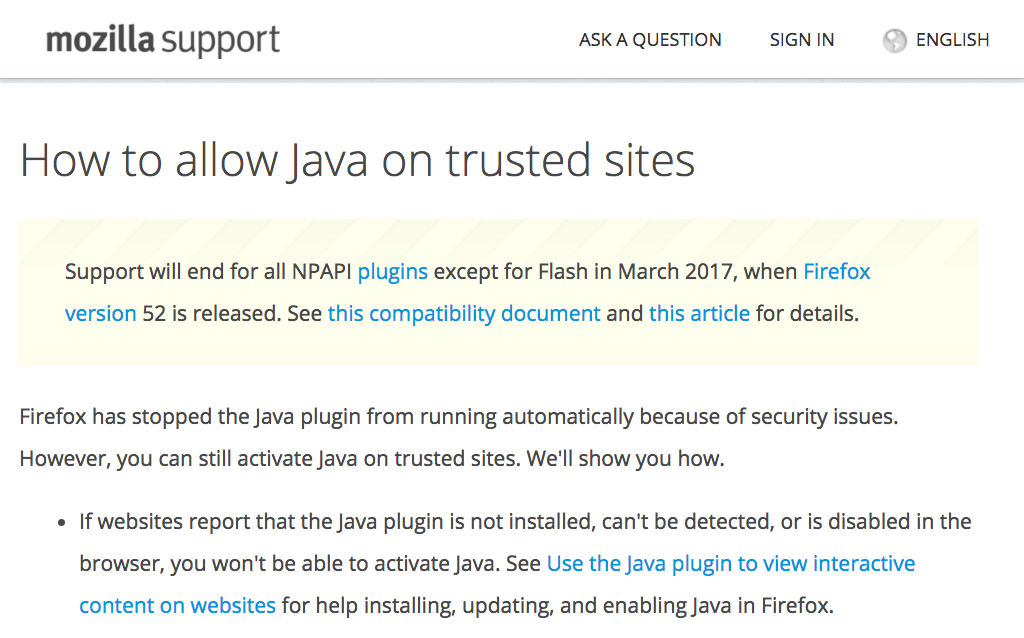 mozilla support
ASK A QUESTION
SIGN IN
ENGLISH
How to allow Java on trusted sites
Support will end for all NPAPI plugins except for Flash in March 2017, when Firefox
version 52 is released. See this compatibility document and this article for details.
Firefox has stopped the Java plugin from running automatically because of security issues.
However, you can still activate Java on trusted sites. We'll show you how.
• If websites report that the Java plugin is not installed, can't be detected, or is disabled in the
browser, you won't be able to activate Java. See Use the Java plugin to view interactive
content on websites for help installing, updating, and enabling Java in Firefox.